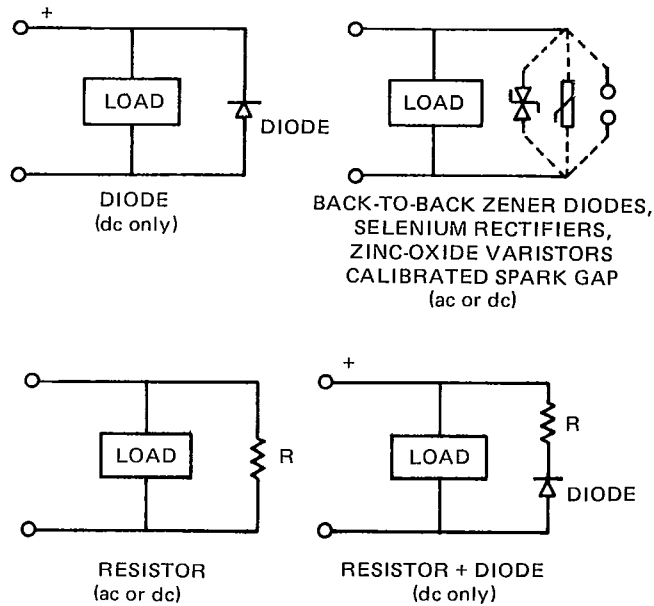 +
LOAD
DIODE
DIODE
(dc only)
LOAD
BACK-TO-BACK ZENER DIODES,
SELENIUM RECTIFIERS,
ZINC-OXIDE VARISTORS
CALIBRATED SPARK GAP
(ac or dc)
LOAD
R
RESISTOR
(ac or dc)
+
R
LOAD
DIODE
RESISTOR + DIODE
(dc only)